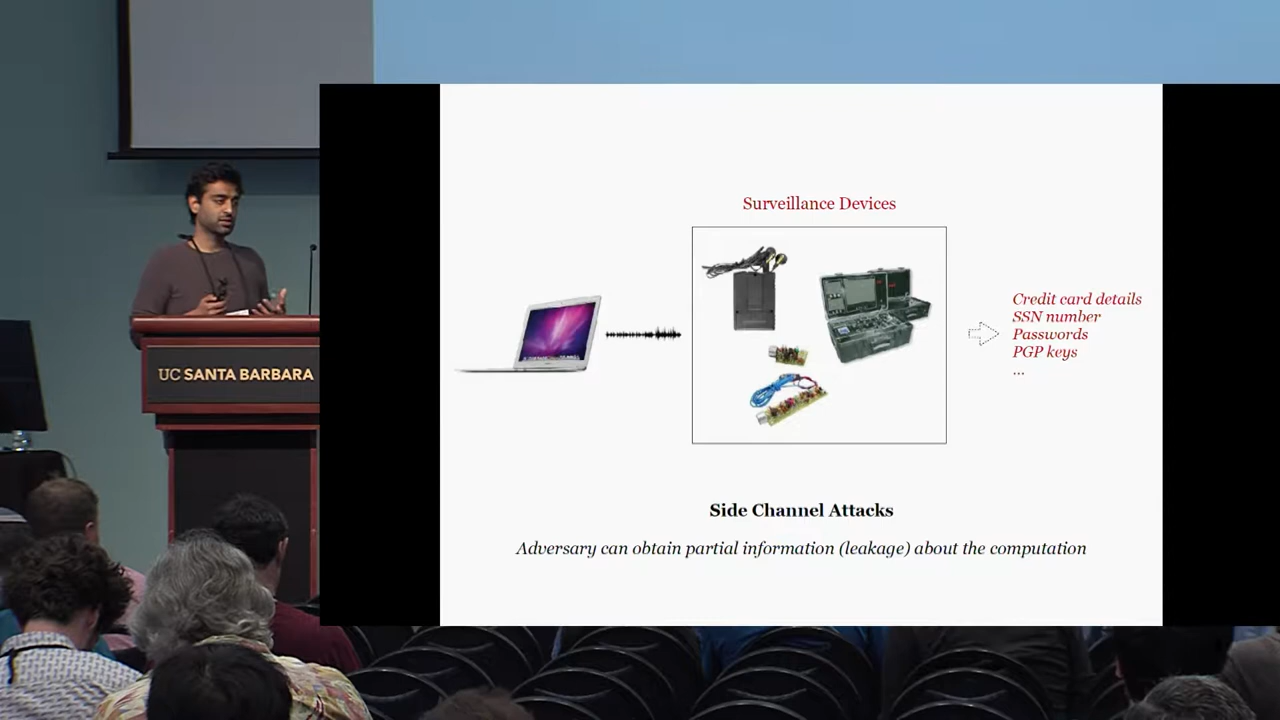 UC SANTA BARBARA
Surveillance Devices
Credit card details
SSN number
Passwords
PGP keys
...
Side Channel Attacks
Adversary can obtain partial information (leakage) about the computation